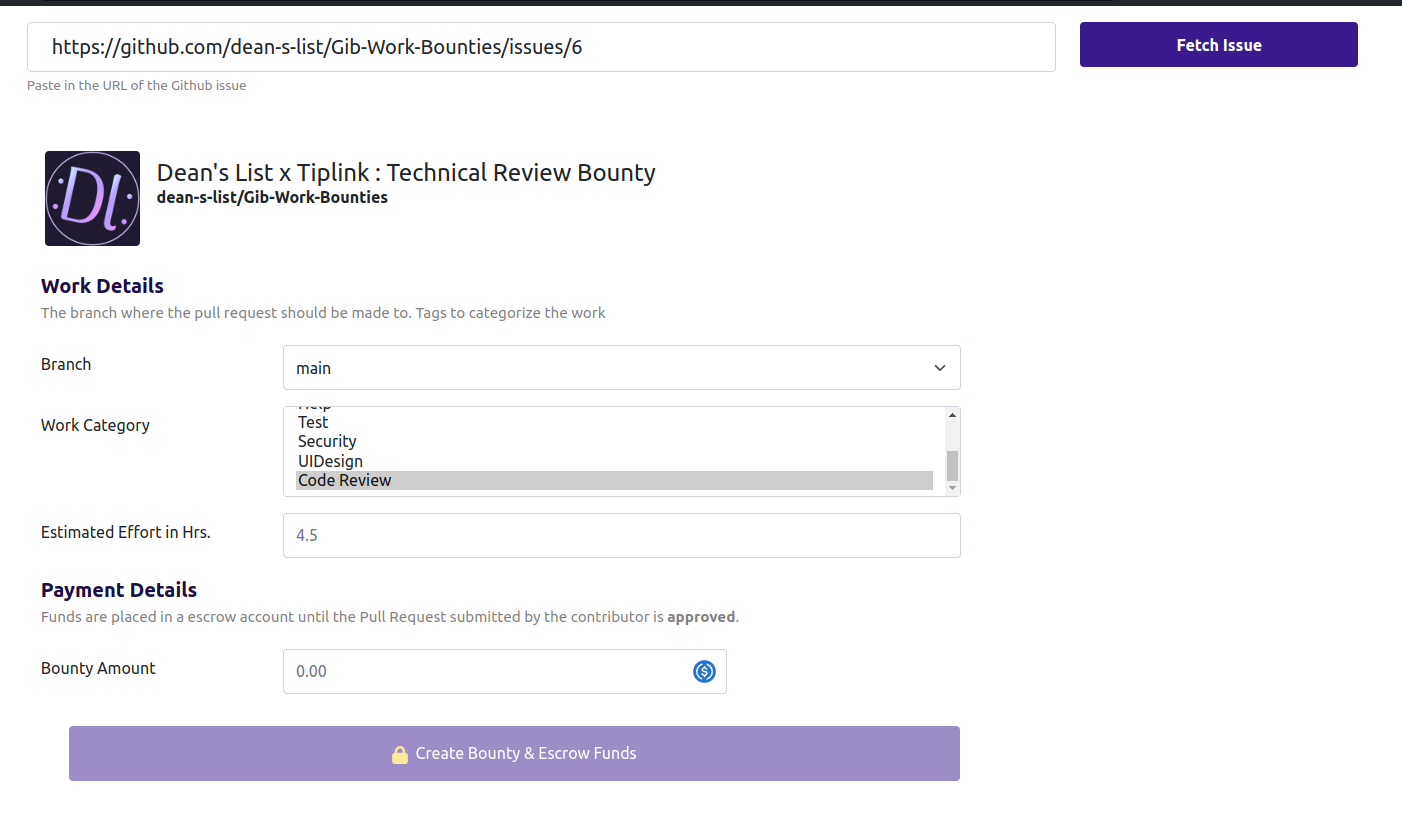 https://github.com/dean-s-list/Gib-Work-Bounties/issues/6
Fetch Issue
Paste in the URL of the Github issue
Dl
Dean's List x Tiplink : Technical Review Bounty
dean-s-list/Gib-Work-Bounties
Work Details
The branch where the pull request should be made to. Tags to categorize the work
Branch
main
Work Category
Help
Test
Security
UIDesign
Code Review
Estimated Effort in Hrs.
4.5
Payment Details
Funds are placed in a escrow account until the Pull Request submitted by the contributor is approved.
Bounty Amount
0.00
$
Create Bounty & Escrow Funds